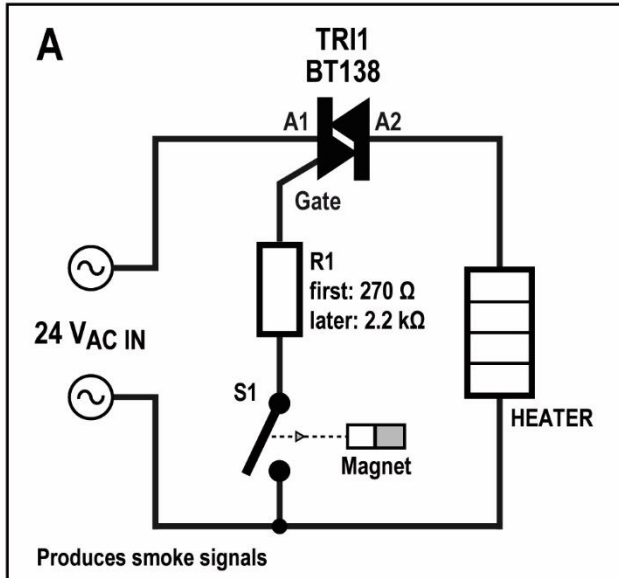 A
TRI1
BT138
A1
A2
Gate
R1
first: 270 Ω
later: 2.2 kΩ
24 VAC IN
S1
Magnet
HEATER
Produces smoke signals